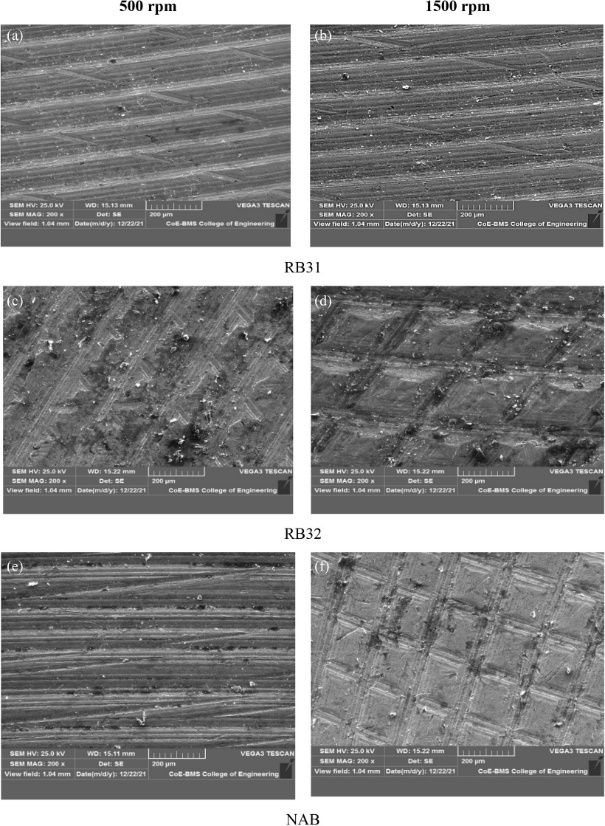 500 rpm 1500 rpm
(a) (b)
SEM HV: 25.0 kV WD: 15.13 mm VEGA3 TESCAN
SEM MAG: 200 x Det: SE 200 µm
View field: 1.04 mm Date(m/d/y): 12/22/21 CoE-BMS College of Engineering
SEM HV: 25.0 kV WD: 15.13 mm VEGA3 TESCAN
SEM MAG: 200 x Det: SE 200 µm
View field: 1.04 mm Date(m/d/y): 12/22/21 CoE-BMS College of Engineering
RB31
(c) (d)
SEM HV: 25.0 kV WD: 15.22 mm VEGA3 TESCAN
SEM MAG: 200 x Det: SE 200 µm
View field: 1.04 mm Date(m/d/y): 12/22/21 CoE-BMS College of Engineering
SEM HV: 25.0 kV WD: 15.22 mm VEGA3 TESCAN
SEM MAG: 200 x Det: SE 200 µm
View field: 1.04 mm Date(m/d/y): 12/22/21 CoE-BMS College of Engineering
RB32
(e) (f)
SEM HV: 25.0 kV WD: 15.11 mm VEGA3 TESCAN
SEM MAG: 200 x Det: SE 200 µm
View field: 1.04 mm Date(m/d/y): 12/22/21 CoE-BMS College of Engineering
SEM HV: 25.0 kV WD: 15.22 mm VEGA3 TESCAN
SEM MAG: 200 x Det: SE 200 µm
View field: 1.04 mm Date(m/d/y): 12/22/21 CoE-BMS College of Engineering
NAB